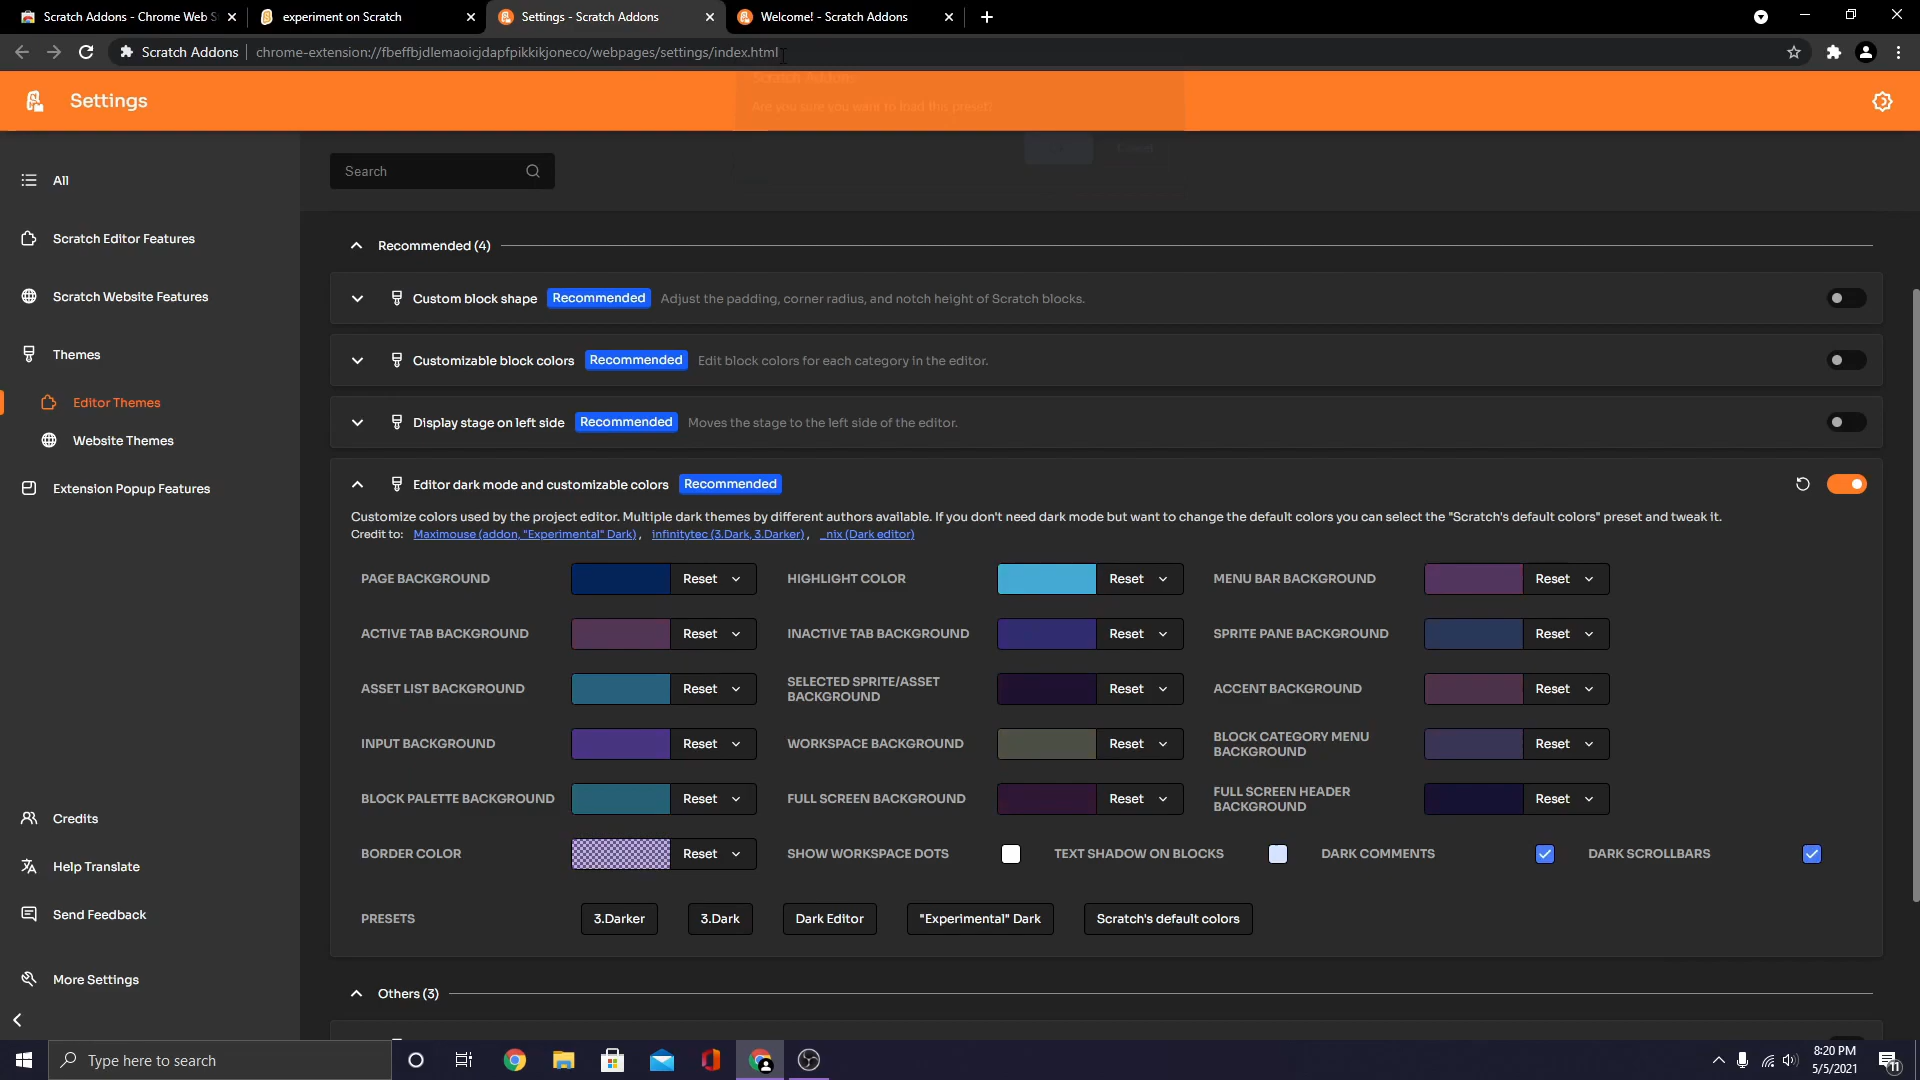 Scratch Addons - Chrome Web S
experiment on Scratch
Settings - Scratch Addons
Welcome! - Scratch Addons
Scratch Addons
chrome-extension://fbeffbjdlemaoicjdapfpikkikjoneco/webpages/settings/index.html
Settings
Scratch Addons
Are you sure you want to load this preset?
Cancel
Search
All
Scratch Editor Features
Scratch Website Features
Themes
Editor Themes
Website Themes
Extension Popup Features
Credits
Help Translate
Send Feedback
More Settings
Recommended (4)
Custom block shape Recommended Adjust the padding, corner radius, and notch height of Scratch blocks.
Customizable block colors Recommended Edit block colors for each category in the editor.
Display stage on left side Recommended Moves the stage to the left side of the editor.
Editor dark mode and customizable colors Recommended
Customize colors used by the project editor. Multiple dark themes by different authors available. If you don't need dark mode but want to change the default colors you can select the "Scratch's default colors" preset and tweak it.
Credit to: Maximouse (addon, "Experimental" Dark) , infinitytec (3.Dark, 3.Darker) , _nix (Dark editor)
PAGE BACKGROUND Reset HIGHLIGHT COLOR Reset MENU BAR BACKGROUND Reset
ACTIVE TAB BACKGROUND Reset INACTIVE TAB BACKGROUND Reset SPRITE PANE BACKGROUND Reset
ASSET LIST BACKGROUND Reset SELECTED SPRITE/ASSET
BACKGROUND Reset ACCENT BACKGROUND Reset
INPUT BACKGROUND Reset WORKSPACE BACKGROUND Reset BLOCK CATEGORY MENU
BACKGROUND Reset
BLOCK PALETTE BACKGROUND Reset FULL SCREEN BACKGROUND Reset FULL SCREEN HEADER
BACKGROUND Reset
BORDER COLOR Reset SHOW WORKSPACE DOTS TEXT SHADOW ON BLOCKS DARK COMMENTS DARK SCROLLBARS
PRESETS 3.Darker 3.Dark Dark Editor "Experimental" Dark Scratch's default colors
Others (3)
Type here to search
8:20 PM
5/5/2021
11